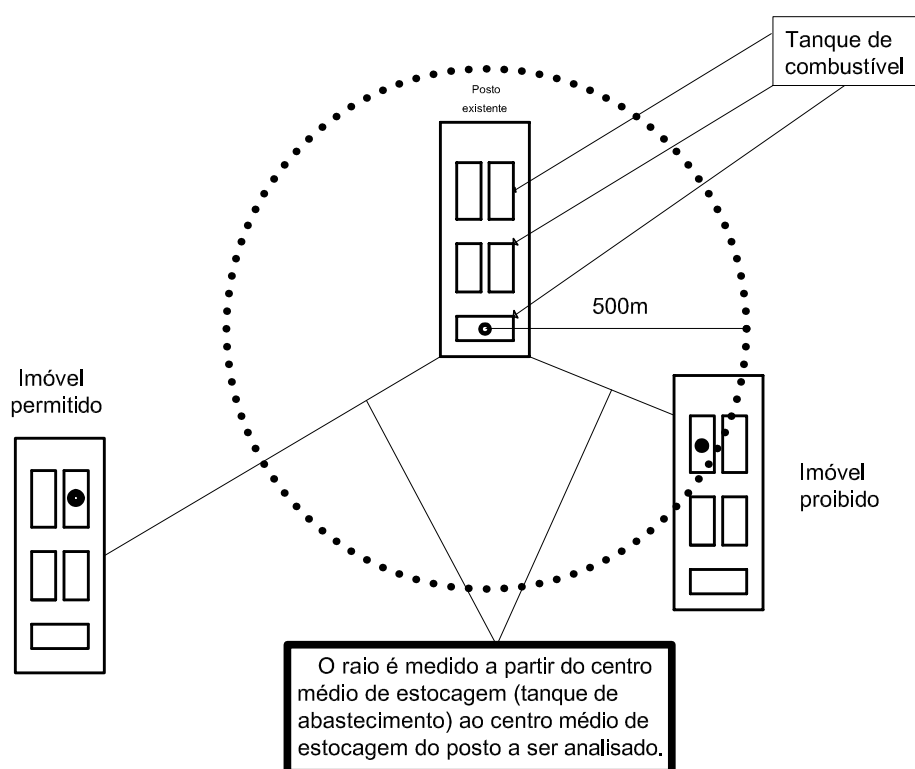 Tanque de
combustível
Posto
existente
500m
Imóvel
permitido
Imóvel
proibido
O raio é medido a partir do centro
médio de estocagem (tanque de
abastecimento) ao centro médio de
estocagem do posto a ser analisado.